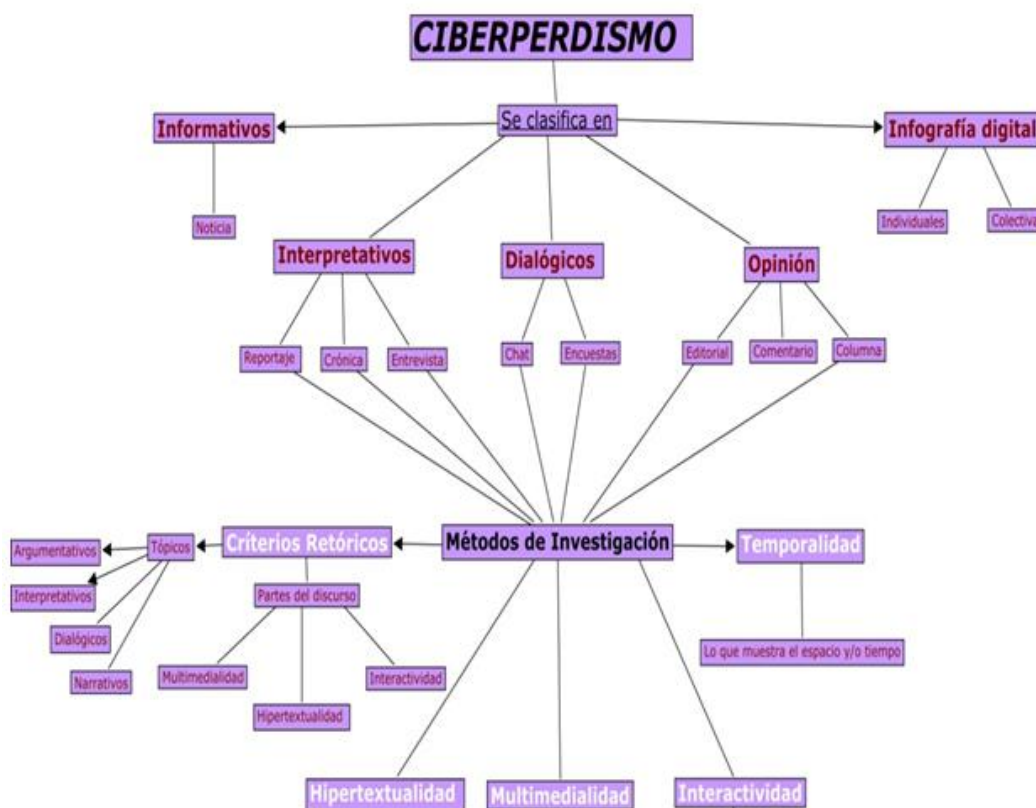 CIBERPERDISMO
Se clasifica en
Informativos
Infografía digital
Noticia
Individuales
Colectiva
Interpretativos
Dialógicos
Opinión
Reportaje
Crónica
Entrevista
Chat
Encuestas
Editorial
Comentario
Columna
Métodos de Investigación
Críterios Retóricos
Tópicos
Temporalidad
Argumentativos
Interpretativos
Dialógicos
Narrativos
Partes del discurso
Multimedialidad
Hipertextualidad
Interactividad
Lo que muestra el espacio y/o tiempo
Hipertextualidad
Multimedialidad
Interactividad